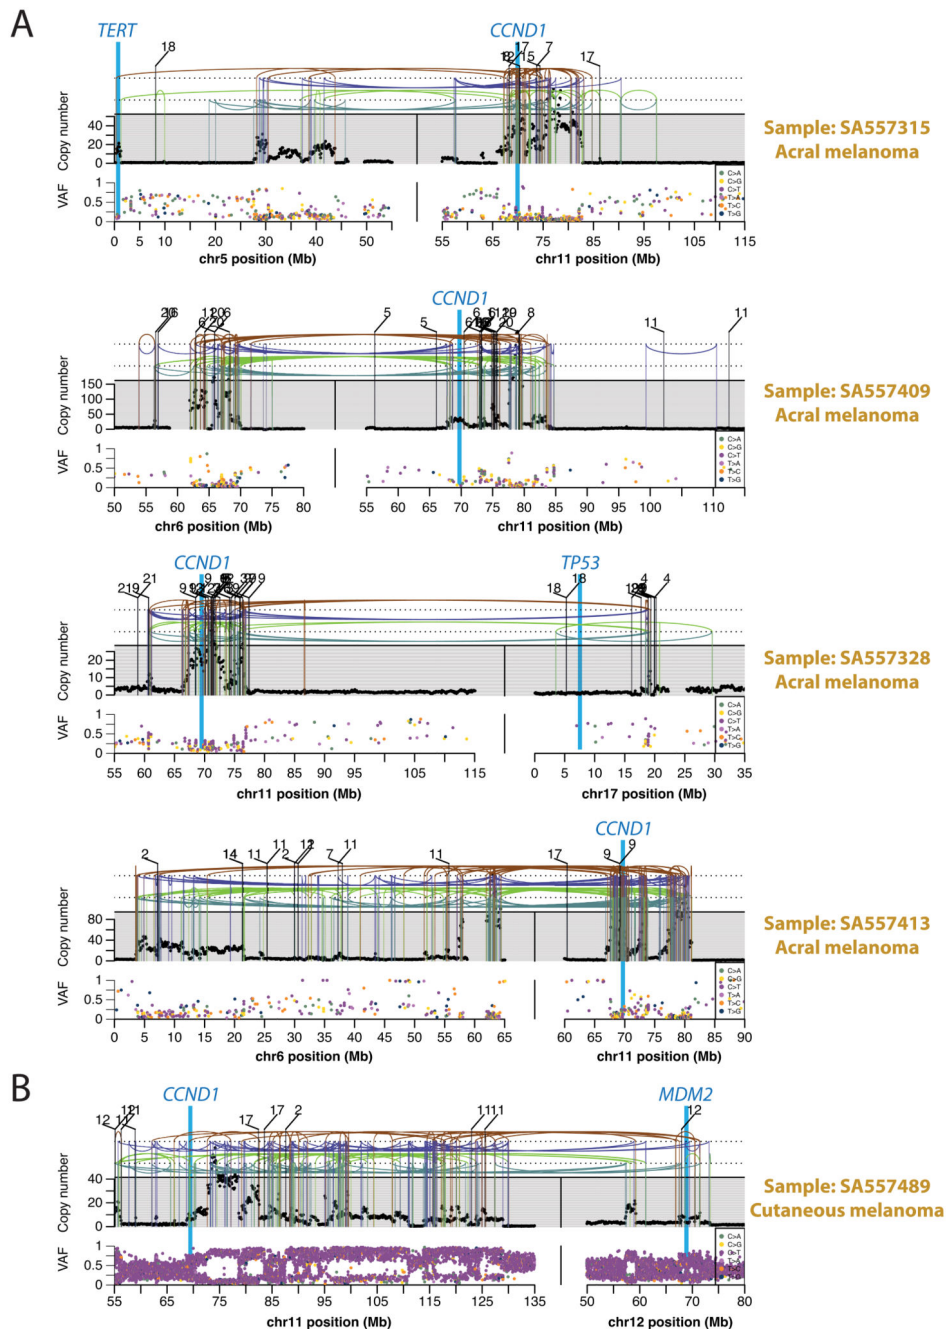 A
TERT
CCND1
18
17
7
15
17
Copy number
40
20
0
VAF
1
0.5
0
C>A
C>G
C>T
T>A
T>C
T>G
0 5 10 20 30 40 50
55 65 75 85 95 105 115
chr5 position (Mb)
chr11 position (Mb)
Sample: SA557315
Acral melanoma
CCND1
5
5
8
11
11
Copy number
150
100
50
0
VAF
1
0.5
0
C>A
C>G
C>T
T>A
T>C
T>G
50 55 60 65 70 75 80
55 60 65 70 75 80 85 90 100 110 115
chr6 position (Mb)
chr11 position (Mb)
Sample: SA557409
Acral melanoma
CCND1
TP53
21
219
9
18
18
4
4
Copy number
20
10
0
VAF
1
0.5
0
C>A
C>G
C>T
T>A
T>C
T>G
55 60 65 70 75 80 85 95 105 115
0 5 10 15 20 25 30 35
chr11 position (Mb)
chr17 position (Mb)
Sample: SA557328
Acral melanoma
CCND1
2
14
11
11
2
7
11
11
17
9
9
Copy number
80
40
0
VAF
1
0.5
0
C>A
C>G
C>T
T>A
T>C
T>G
0 5 10 15 20 25 30 35 40 45 50 55 60 65
60 65 70 75 80 85 90
chr6 position (Mb)
chr11 position (Mb)
Sample: SA557413
Acral melanoma
B
CCND1
MDM2
12
17
17
2
12
Copy number
40
20
0
VAF
1
0.5
0
C>A
C>G
55 65 75 85 95 105 115 125 135
50 55 60 65 70 75 80
chr11 position (Mb)
chr12 position (Mb)
Sample: SA557489
Cutaneous melanoma